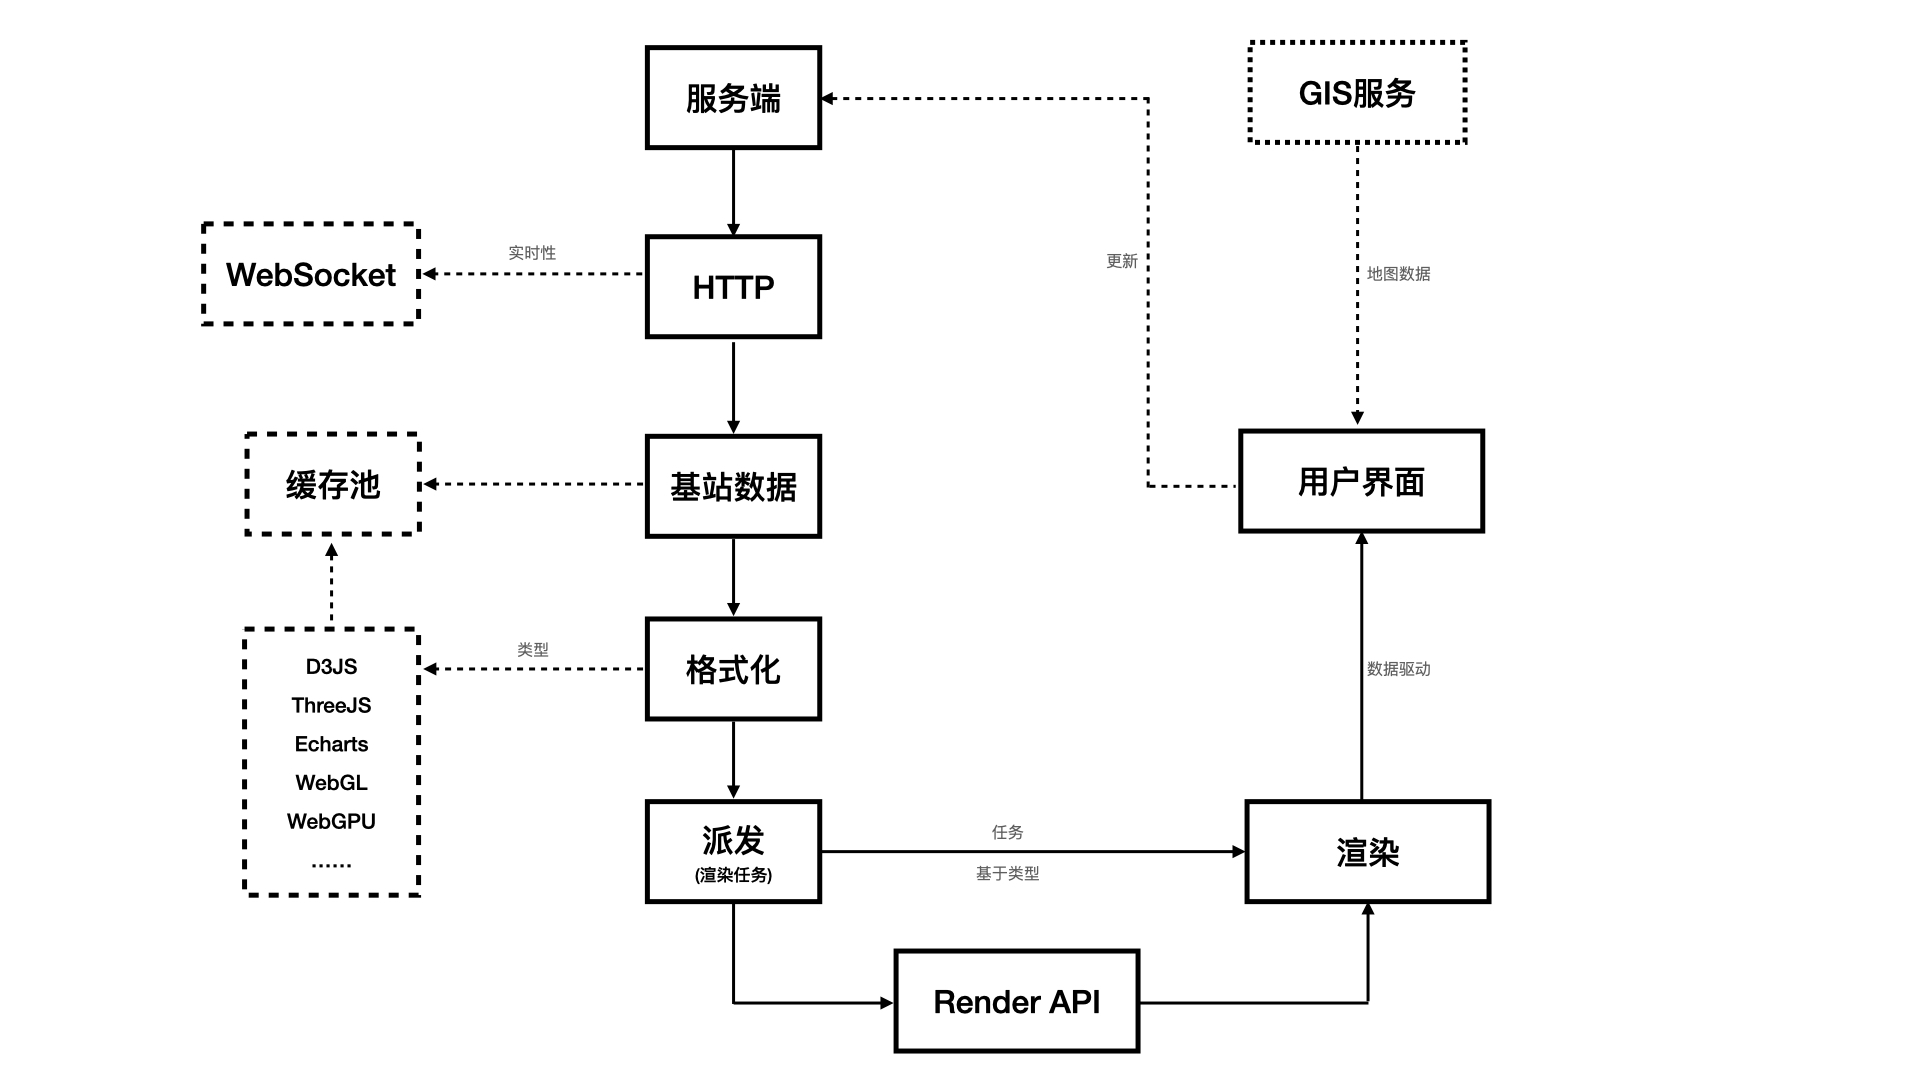 服务端
GIS服务
WebSocket
实时性
HTTP
更新
地图数据
缓存池
基站数据
用户界面
D3JS
ThreeJS
Echarts
WebGL
WebGPU
......
类型
格式化
数据驱动
派发
(渲染任务)
任务
基于类型
渲染
Render API